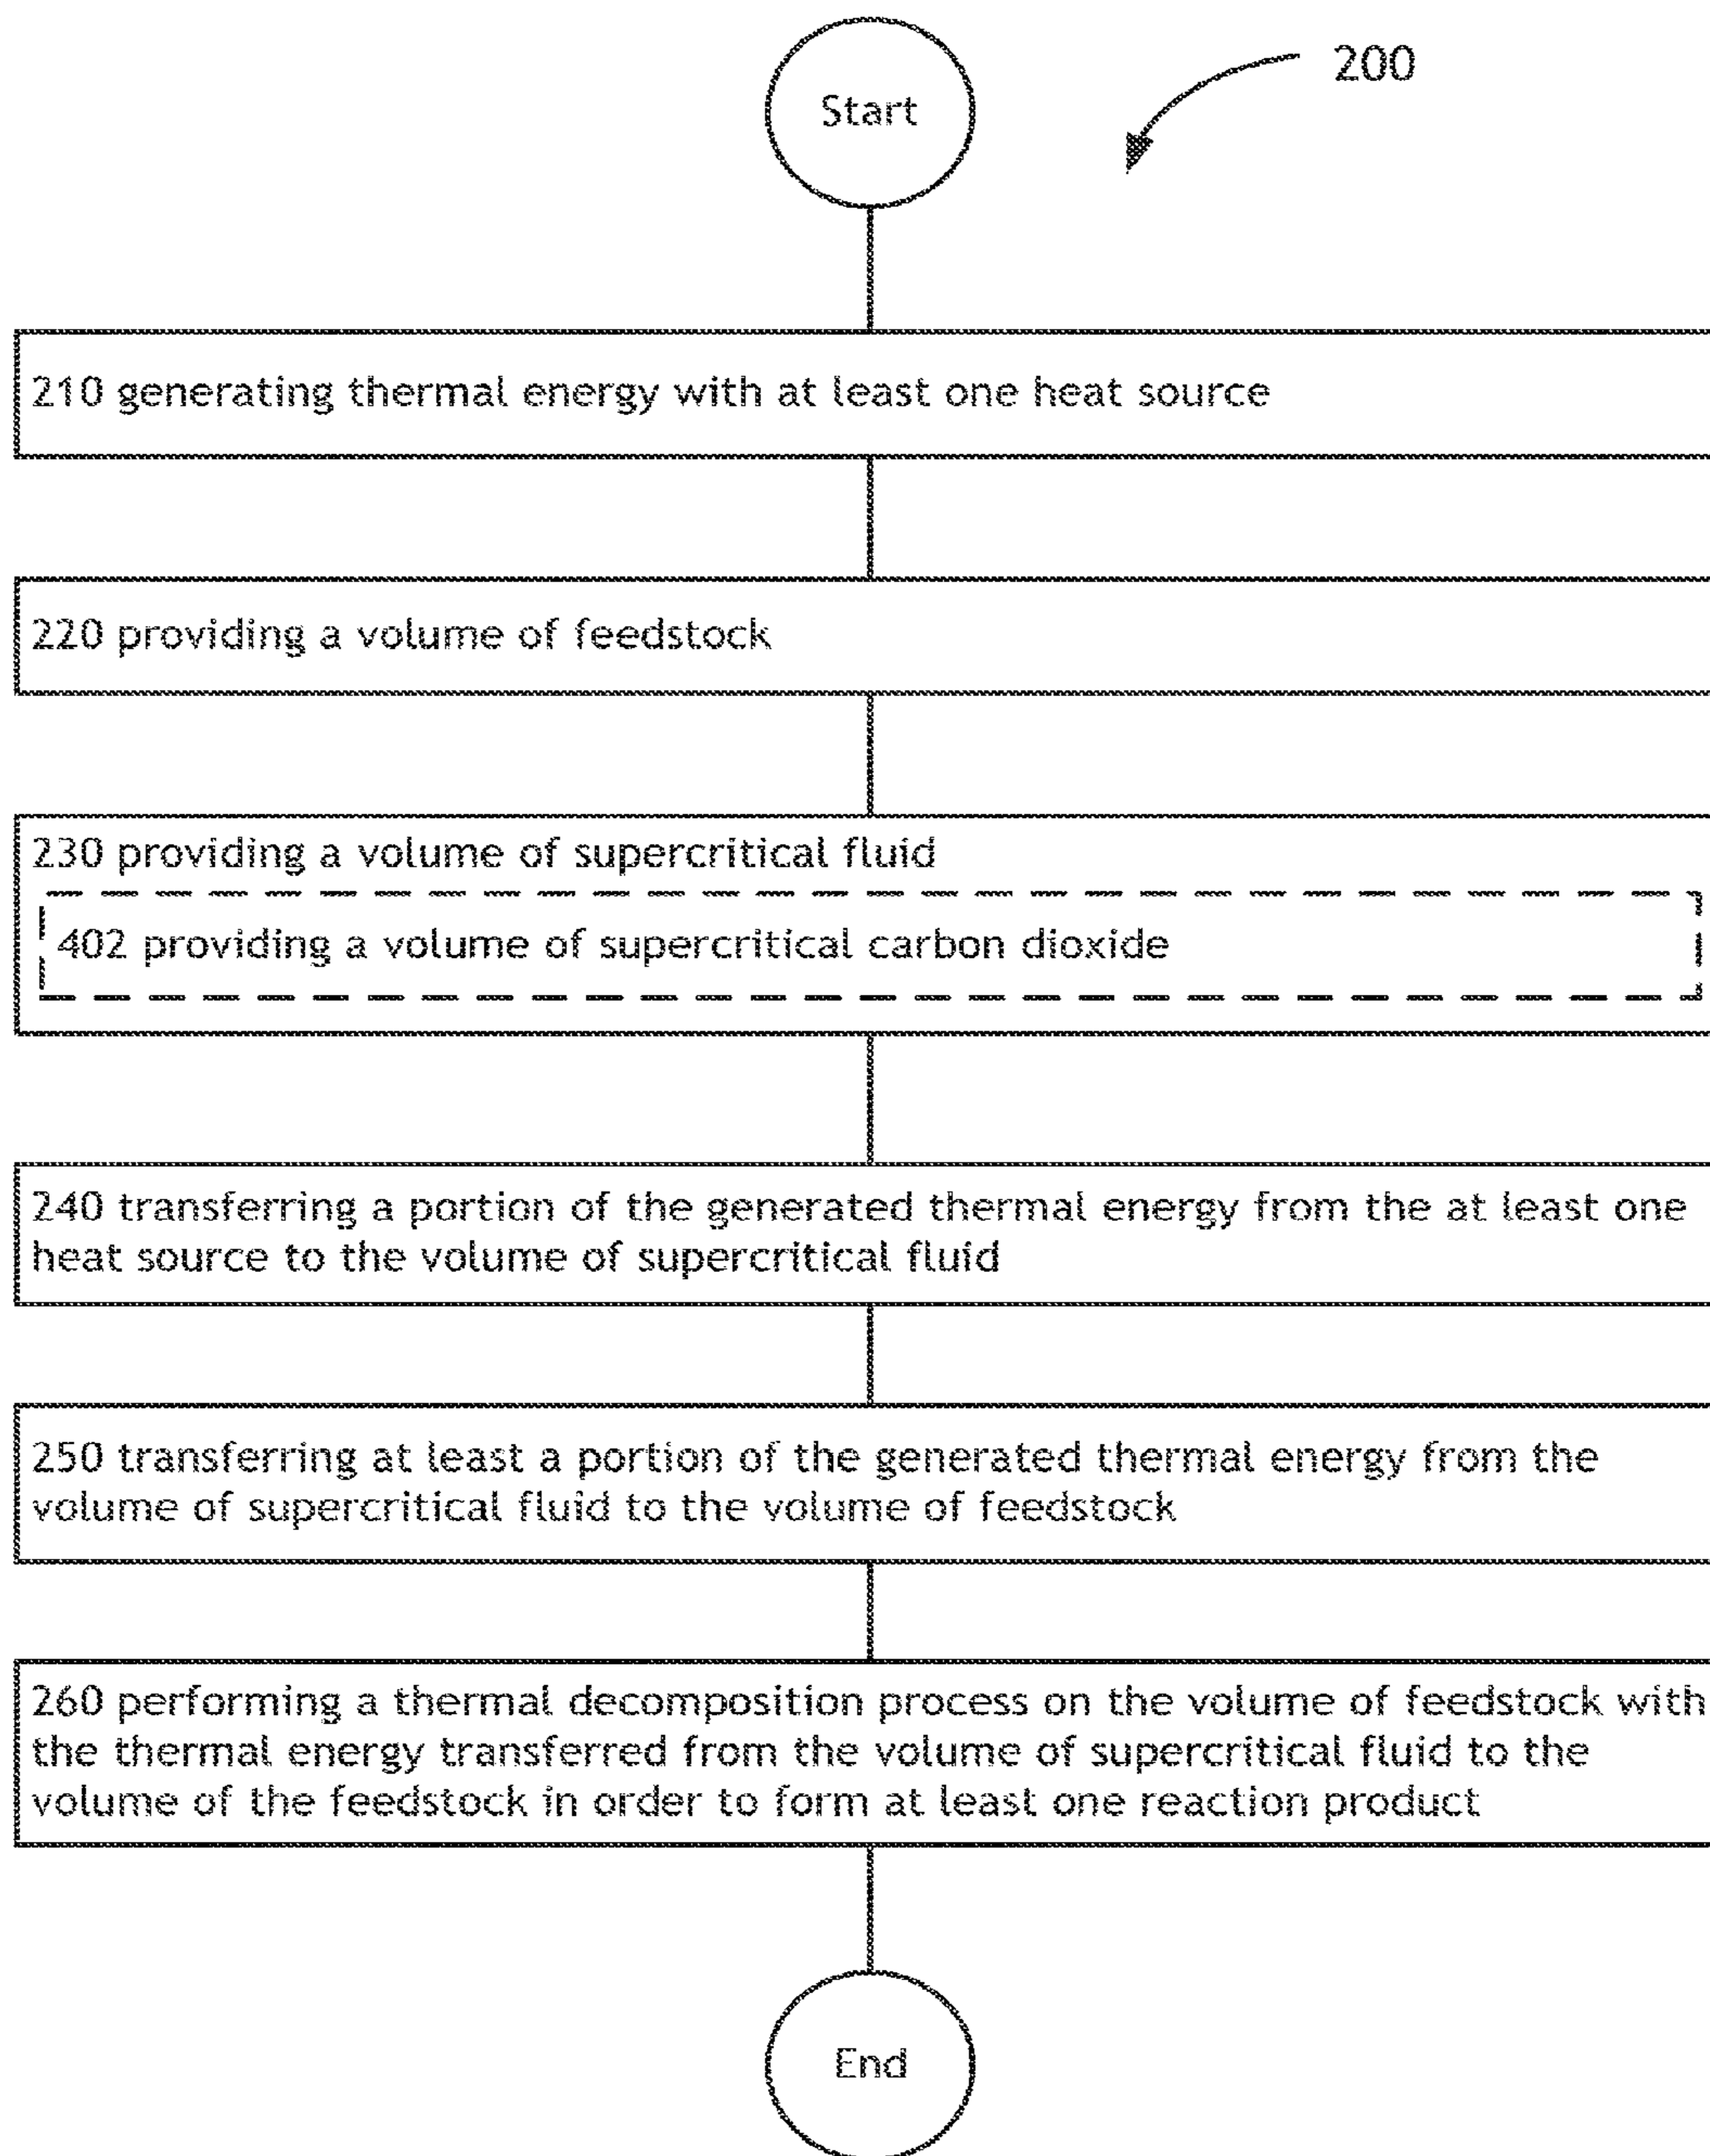 Start
200
210 generating thermal energy with at least one heat source
220 providing a volume of feedstock
230 providing a volume of supercritical fluid
402 providing a volume of supercritical carbon dioxide
240 transferring a portion of the generated thermal energy from the at least one
heat source to the volume of supercritical fluid
250 transferring at least a portion of the generated thermal energy from the
volume of supercritical fluid to the volume of feedstock
260 performing a thermal decomposition process on the volume of feedstock with
the thermal energy transferred from the volume of supercritical fluid to the
volume of the feedstock in order to form at least one reaction product
End